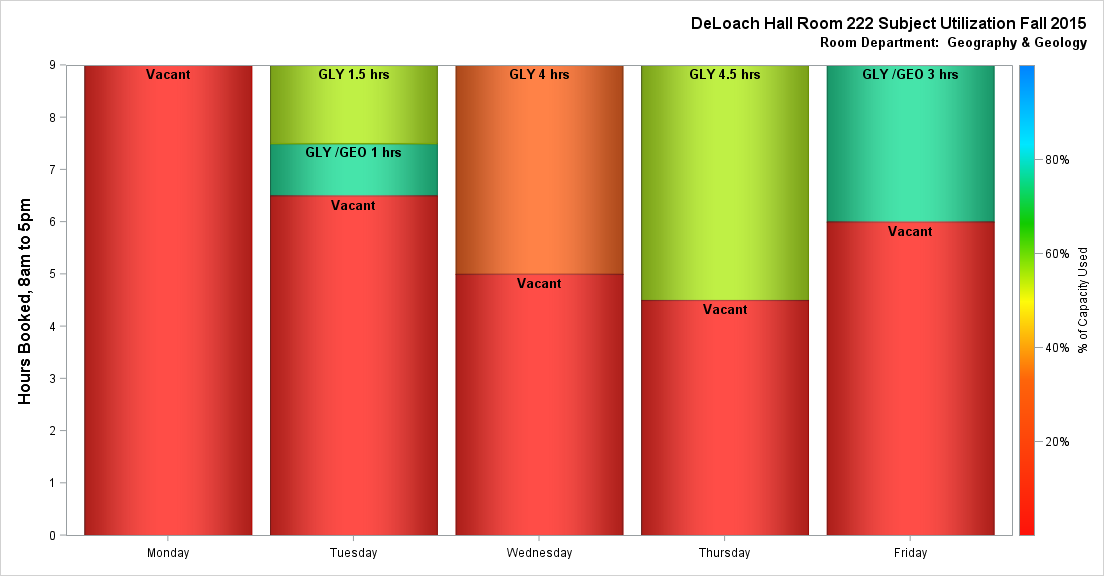 DeLoach Hall Room 222 Subject Utilization Fall 2015
Room Department: Geography & Geology
Hours Booked, 8am to 5pm
9
8
7
6
5
4
3
2
1
0
Vacant
GLY 1.5 hrs
GLY /GEO 1 hrs
Vacant
GLY 4 hrs
Vacant
GLY 4.5 hrs
Vacant
GLY /GEO 3 hrs
Vacant
Monday
Tuesday
Wednesday
Thursday
Friday
80%
60%
40%
20%
% of Capacity Used